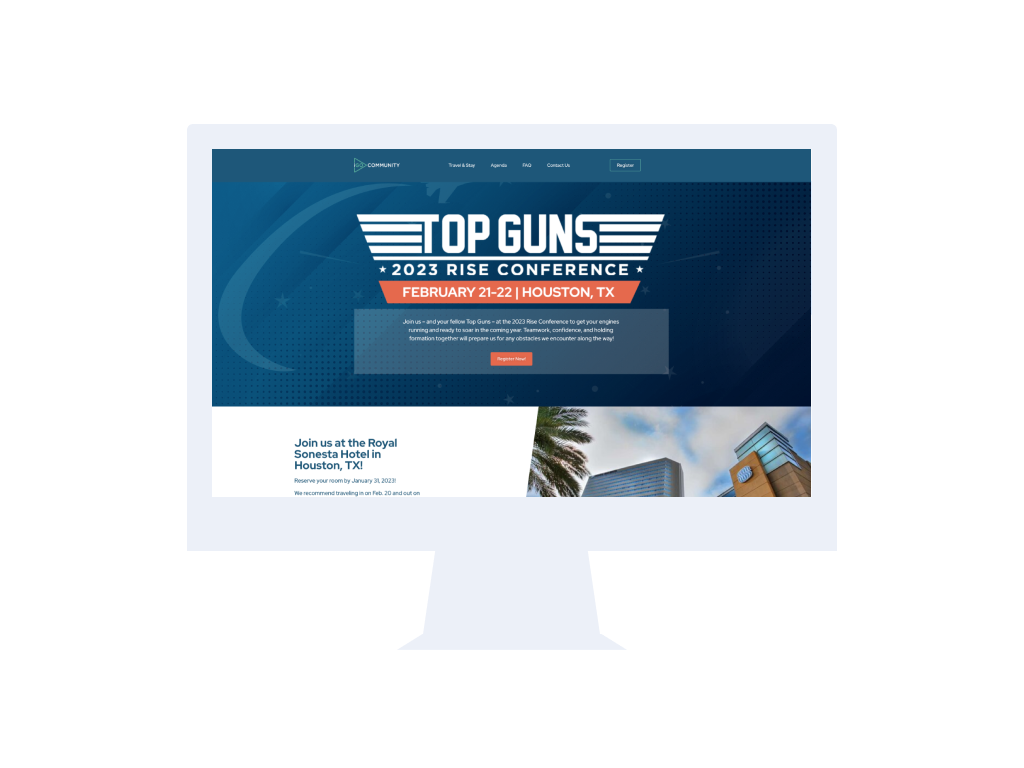 COMMUNITY
Travel & Stay
Agenda
FAQ
Contact Us
Register
TOP GUNS
2023 RISE CONFERENCE
FEBRUARY 21-22 | HOUSTON, TX
Join us – and your fellow Top Guns – at the 2023 Rise Conference to get your engines
running and ready to soar in the coming year. Teamwork, confidence, and holding
formation together will prepare us for any obstacles we encounter along the way!
Register Now!
Join us at the Royal
Sonesta Hotel in
Houston, TX!
Reserve your room by January 31, 2023!
We recommend traveling in on Feb. 20 and out on